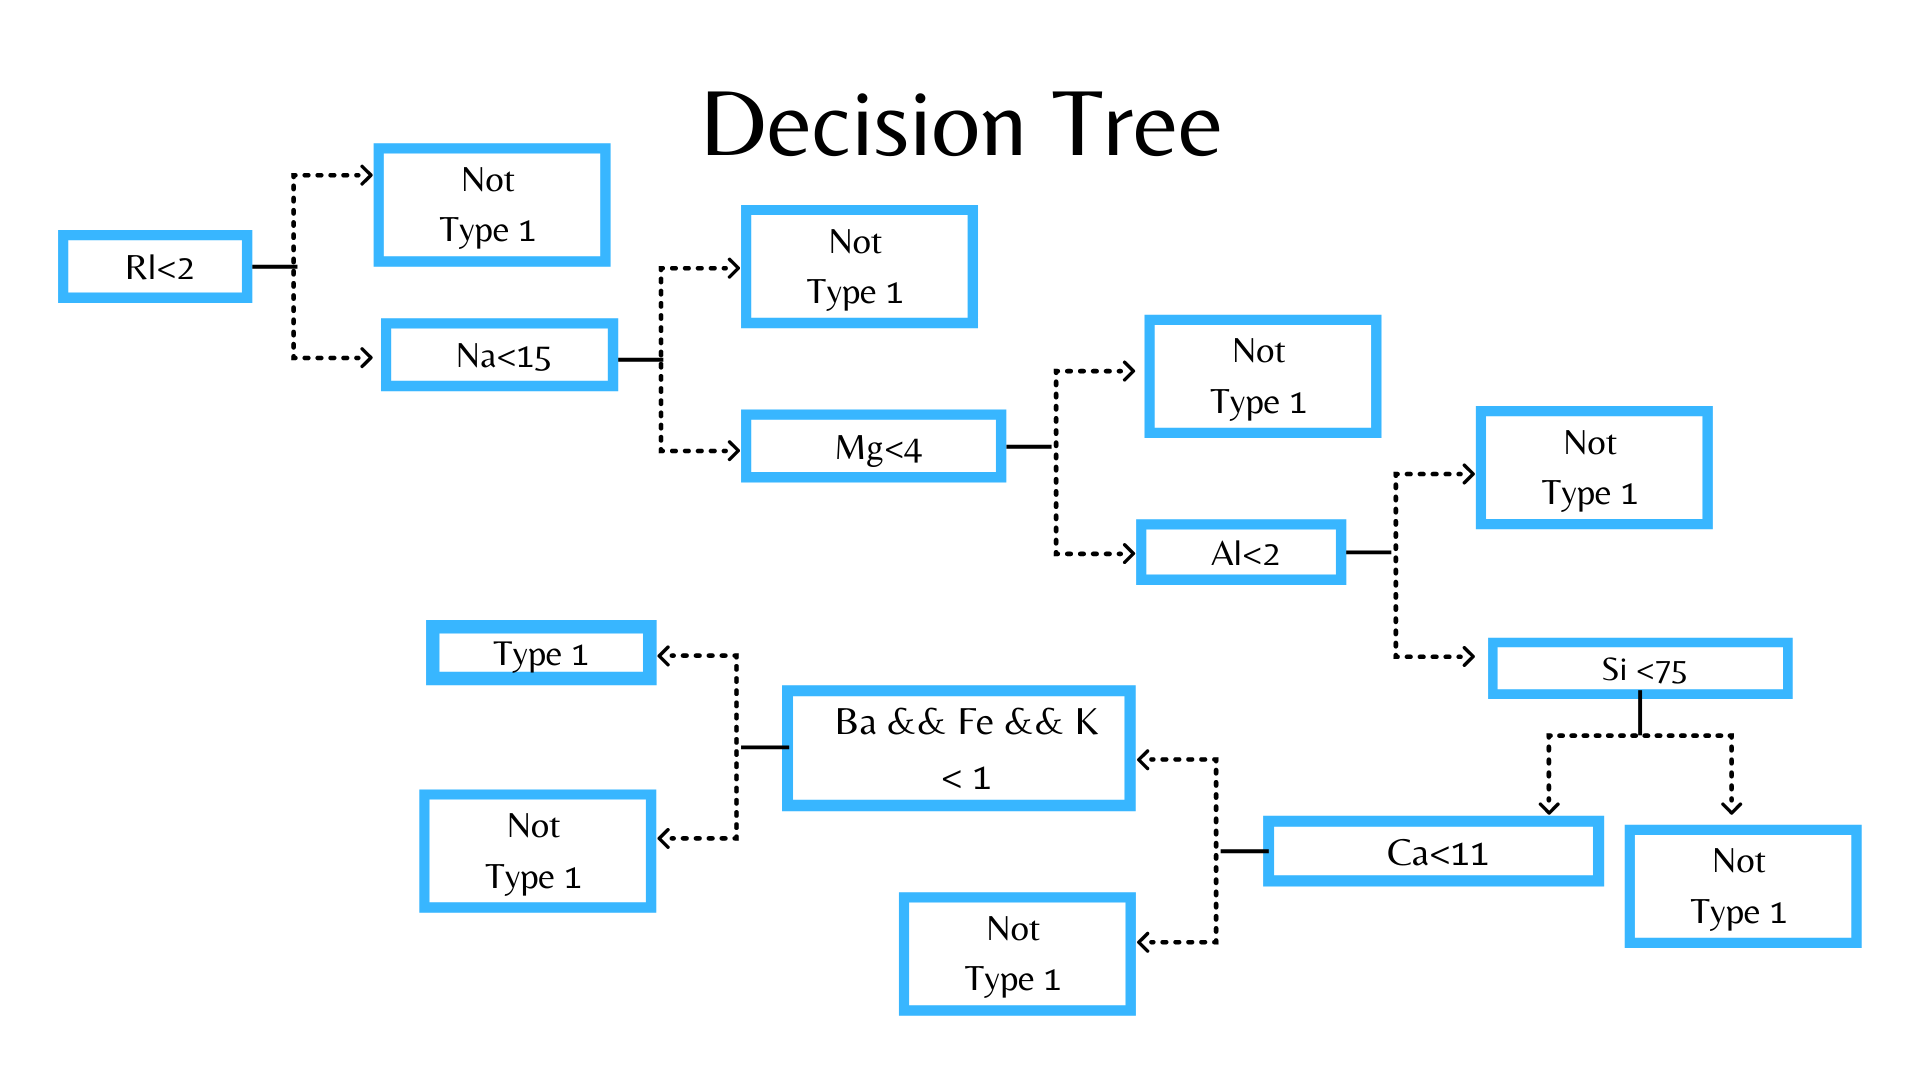 Decision Tree
Not
Type 1
RI<2
Na<15
Not
Type 1
Mg<4
Not
Type 1
Al<2
Not
Type 1
Si <75
Not
Type 1
Ca<11
Not
Type 1
Ba && Fe && K
< 1
Type 1
Not
Type 1